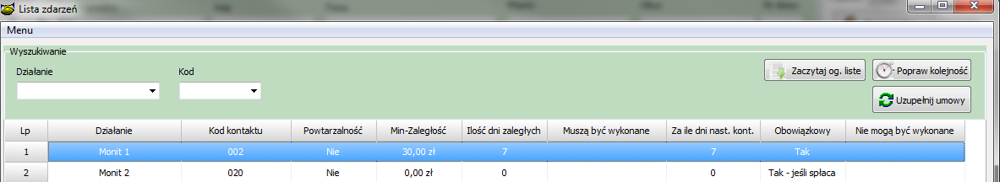 Lista zdarzeń
Menu
Wyszukiwanie
Działanie Kod
Zaczytaj og. liste Popraw kolejność
Uzupełnij umowy
Lp Działanie Kod kontaktu Powtarzalność Min-Zaległość Ilość dni zaległych Muszą być wykonane Za ile dni nast. kont. Obowiązkowy Nie mogą być wykonane
1 Monit 1 002 Nie 30,00 zł 7 7 Tak
2 Monit 2 020 Nie 0,00 zł 0 0 Tak - jeśli spłaca